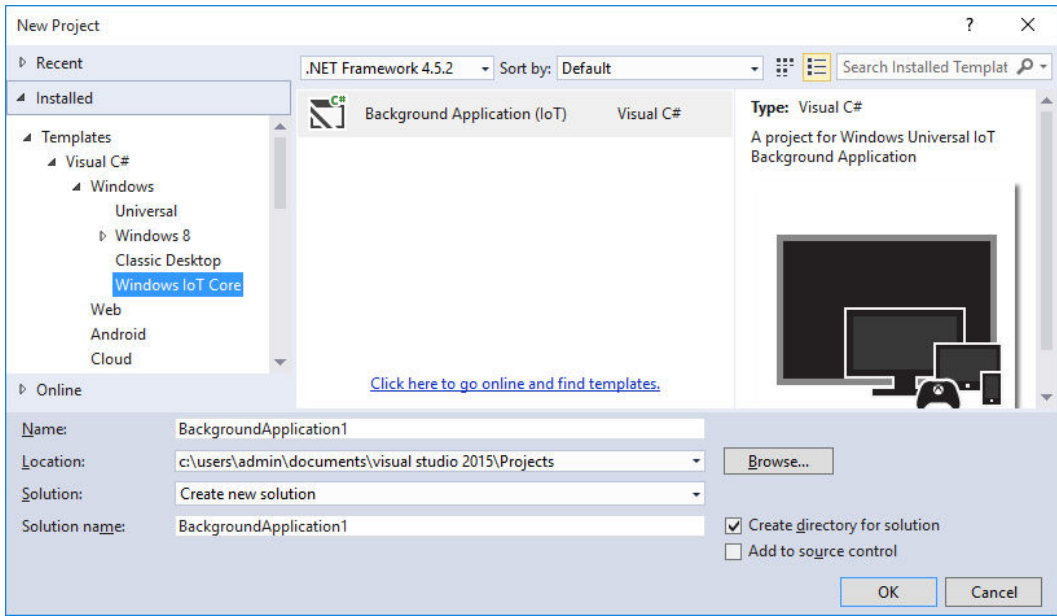 New Project
?
Recent
.NET Framework 4.5.2
Sort by: Default
Search Installed Templat
Installed
Templates
Visual C#
Windows
Universal
Windows 8
Classic Desktop
Windows IoT Core
Web
Android
Cloud
Online
C#
Background Application (IoT) Visual C#
Click here to go online and find templates.
Type: Visual C#
A project for Windows Universal IoT
Background Application
Name: BackgroundApplication1
Location: c:\users\admin\documents\visual studio 2015\Projects
Browse...
Solution: Create new solution
Solution name: BackgroundApplication1
Create directory for solution
Add to source control
OK
Cancel